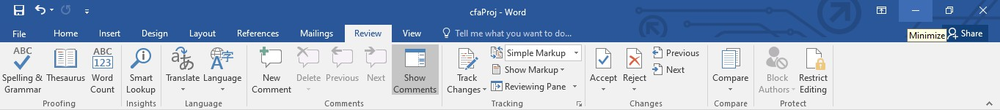 cfaProj - Word
File Home Insert Design Layout References Mailings Review View Tell me what you want to do... Minimize Share
ABC
Spelling &
Grammar
Thesaurus
ABC
123
Word
Count
Proofing
Smart
Lookup
Insights
Translate
Language
Language
New
Comment
Delete
Previous
Next
Show
Comments
Comments
Track
Changes
Simple Markup
Show Markup
Reviewing Pane
Tracking
Accept
Reject
Previous
Next
Changes
Compare
Compare
Block
Authors
Restrict
Editing
Protect